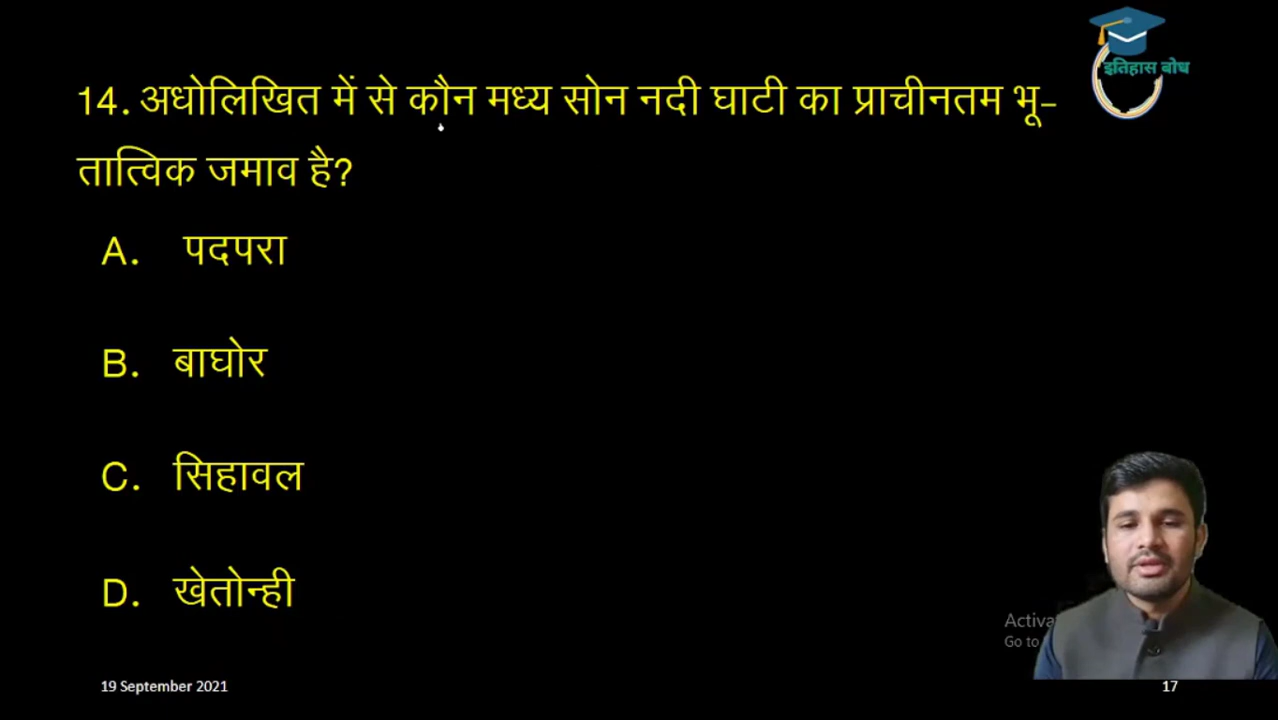 इतिहास बोध
14. अधोलिखित में से कौन मध्य सोन नदी घाटी का प्राचीनतम भू-
तात्विक जमाव है?
A. पदपरा
B. बाघोर
C. सिहावल
D. खेतोन्ही
Activa
Go to
19 September 2021
17